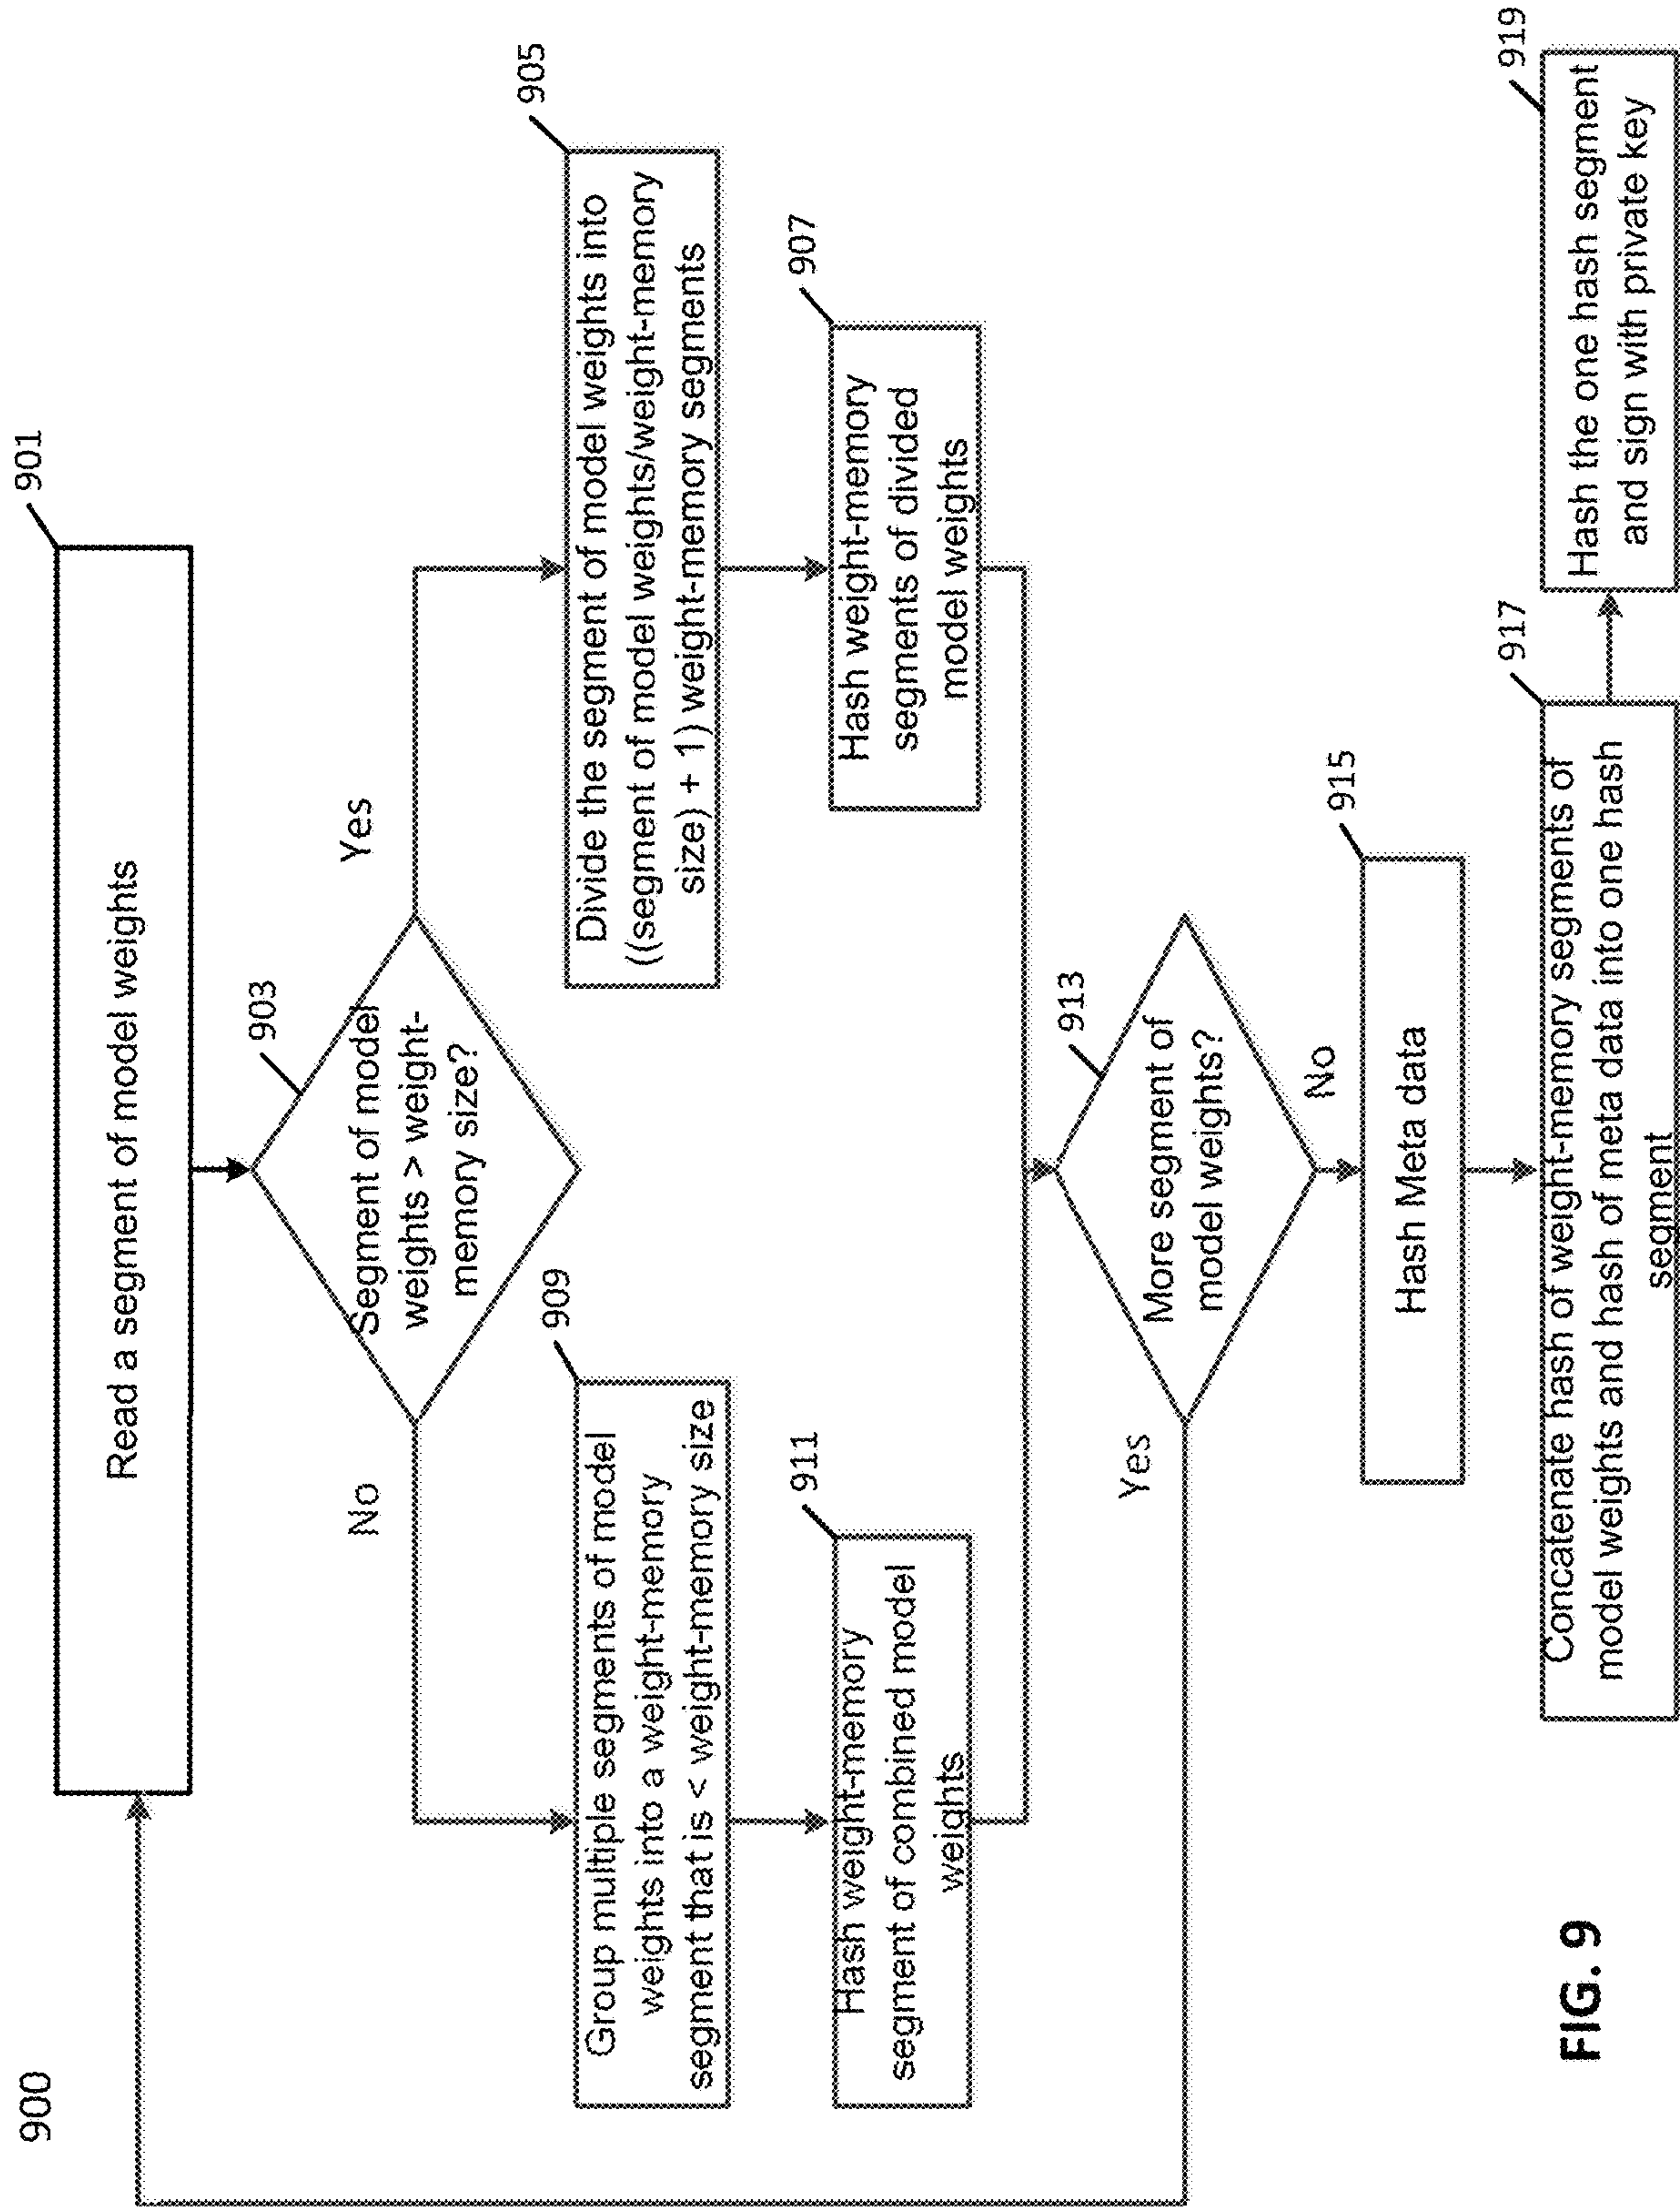 900
901
Read a segment of model weights
903
Segment of model
weights > weight-
memory size?
No
Yes
905
Divide the segment of model weights into
((segment of model weights/weight-memory
size) + 1) weight-memory segments
907
Hash weight-memory
segments of divided
model weights
909
Group multiple segments of model
weights into a weight-memory
segment that is < weight-memory size
911
Hash weight-memory
segment of combined model
weights
913
More segment of
model weights?
Yes
No
915
Hash Meta data
917
Concatenate hash of weight-memory segments of
model weights and hash of meta data into one hash
segment
919
Hash the one hash segment
and sign with private key
FIG. 9